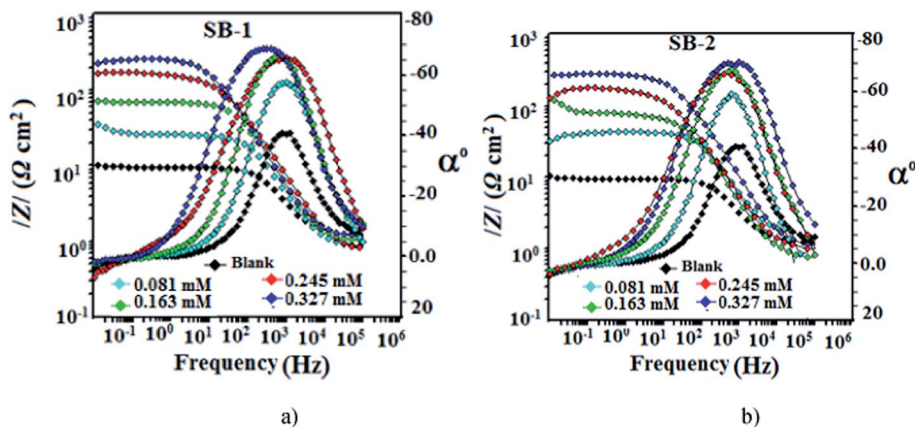 SB-1
10³
10²
10¹
10⁰
10⁻¹
/Z/ (Ω cm²)
-80
-60
-40
-20
0.0
20
α°
Blank
0.081 mM
0.245 mM
0.163 mM
0.327 mM
10⁻¹ 10⁰ 10¹ 10² 10³ 10⁴ 10⁵ 10⁶
Frequency (Hz)
a)
SB-2
10³
10²
10¹
10⁰
10⁻¹
/Z/ (Ω cm²)
-80
-60
-40
-20
0.0
20
α°
Blank
0.081 mM
0.245 mM
0.163 mM
0.327 mM
10⁻¹ 10⁰ 10¹ 10² 10³ 10⁴ 10⁵ 10⁶
Frequency (Hz)
b)